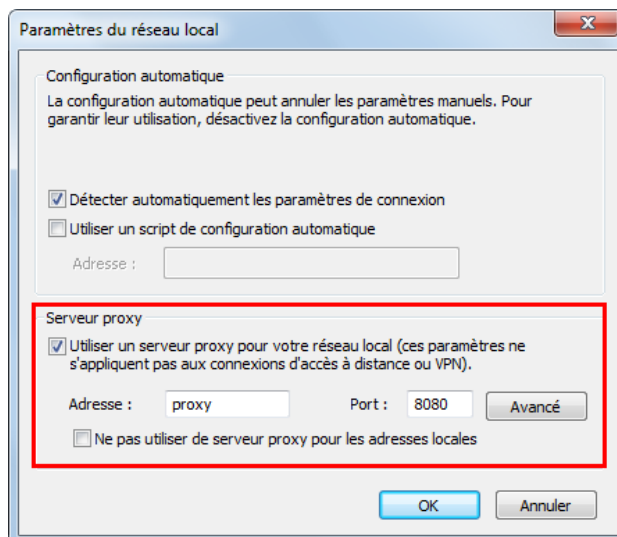 Paramètres du réseau local
Configuration automatique
La configuration automatique peut annuler les paramètres manuels. Pour
garantir leur utilisation, désactivez la configuration automatique.
Détecter automatiquement les paramètres de connexion
Utiliser un script de configuration automatique
Adresse :
Serveur proxy
Utiliser un serveur proxy pour votre réseau local (ces paramètres ne
s'appliquent pas aux connexions d'accès à distance ou VPN).
Adresse : proxy Port : 8080 Avancé
Ne pas utiliser de serveur proxy pour les adresses locales
OK Annuler